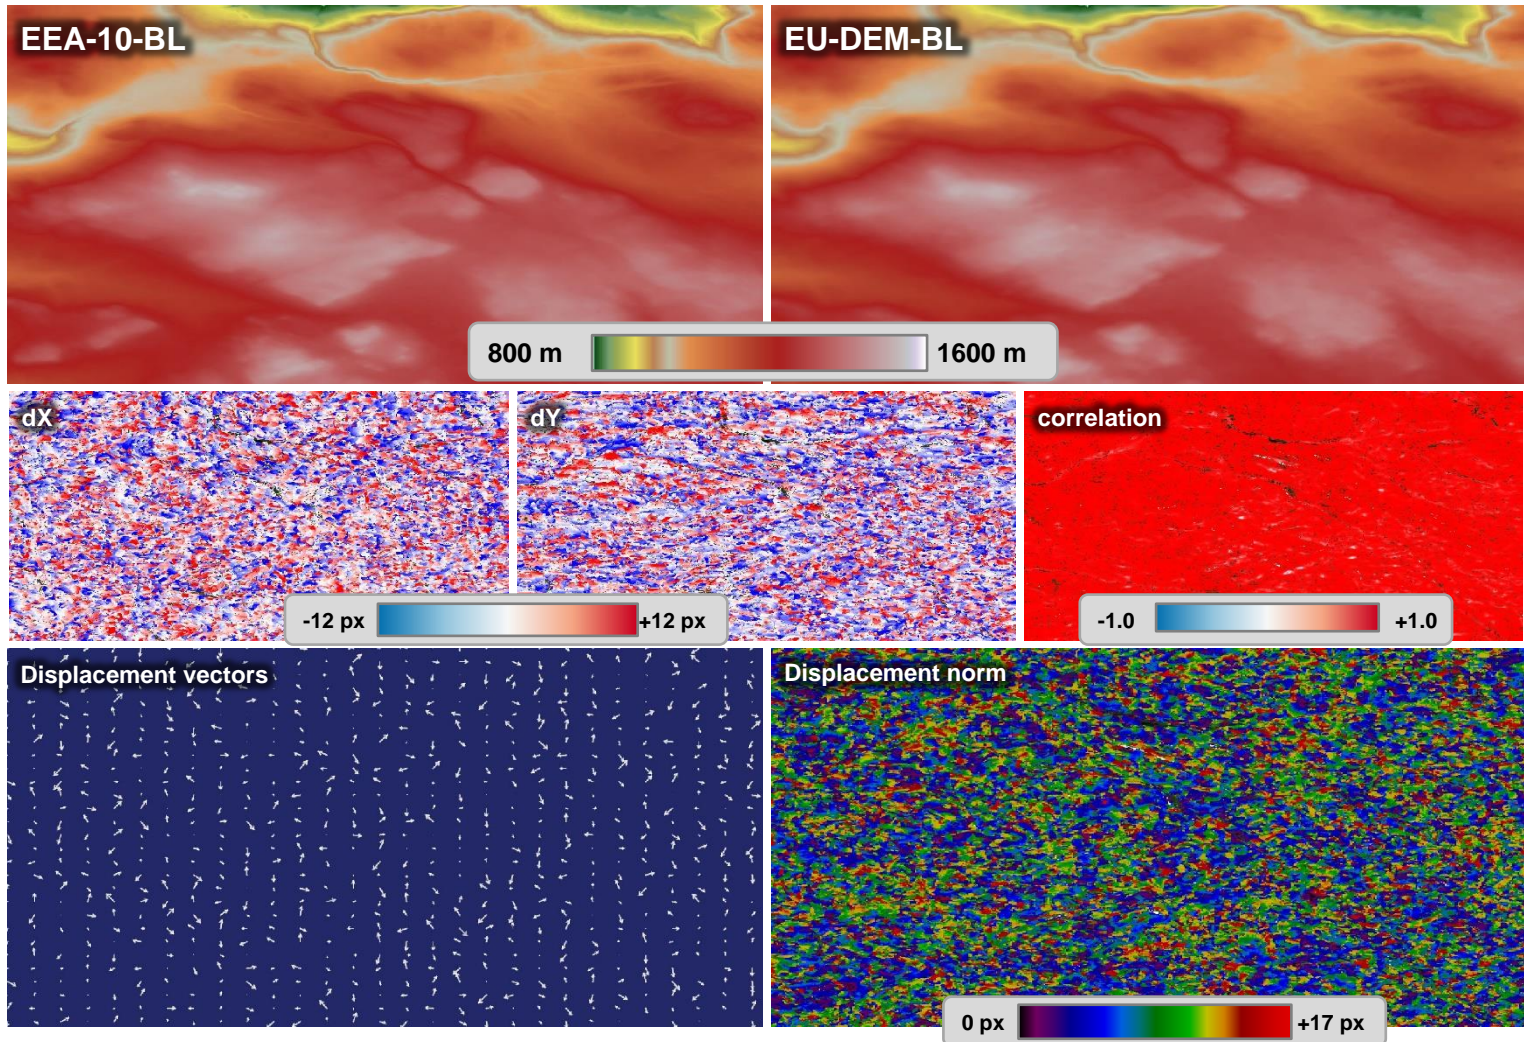 EEA-10-BL
EU-DEM-BL
800 m
1600 m
dX
dY
correlation
-12 px
+12 px
-1.0
+1.0
Displacement vectors
Displacement norm
0 px
+17 px